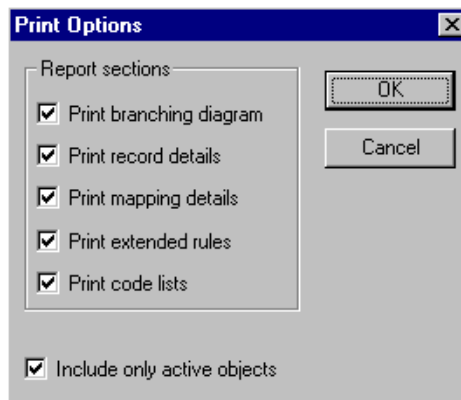 Print Options
Report sections
Print branching diagram
Print record details
Print mapping details
Print extended rules
Print code lists
OK
Cancel
Include only active objects